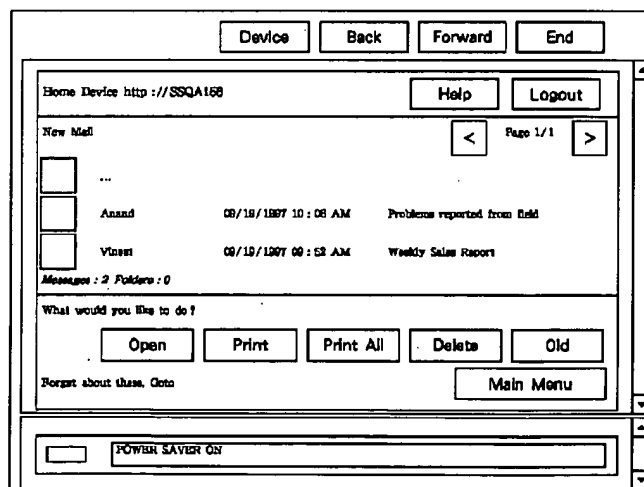 Device Back Forward End
Home Device http://SSQA158 Help Logout
New Mail < Page 1/1 >
...
Anand 09/19/1997 10:06 AM Problems reported from field
Vineet 09/19/1997 09:52 AM Weekly Sales Report
Messages : 2 Folders : 0
What would you like to do?
Open Print Print All Delete Old
Forget about these, Goto Main Menu
POWER SAVER ON